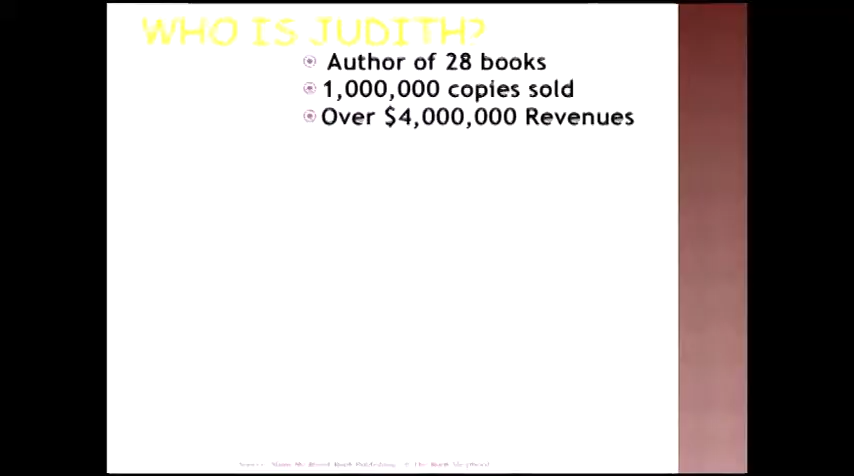 WHO IS JUDITH?
Author of 28 books
1,000,000 copies sold
Over $4,000,000 Revenues